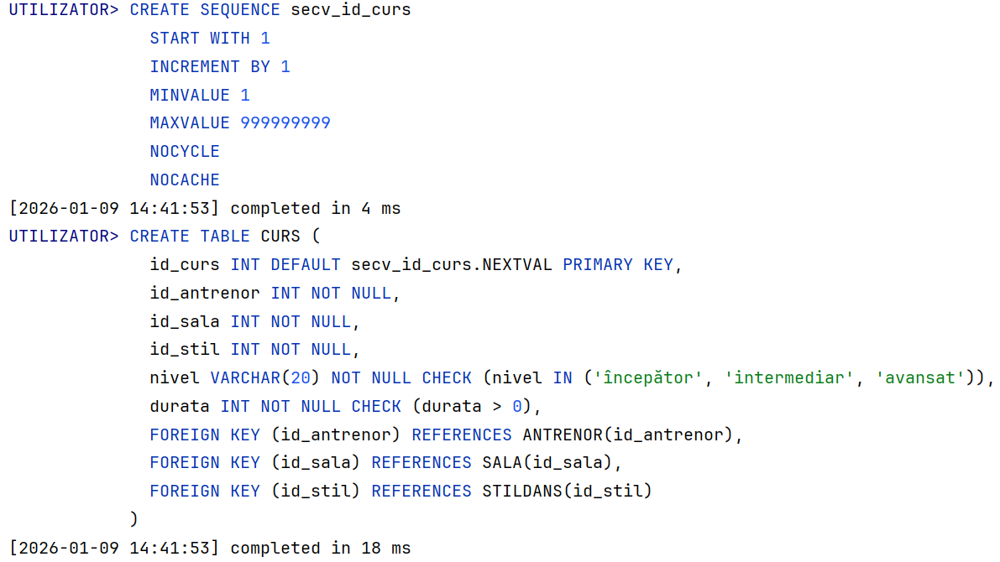 UTILIZATOR> CREATE SEQUENCE secv_id_curs
START WITH 1
INCREMENT BY 1
MINVALUE 1
MAXVALUE 999999999
NOCYCLE
NOCACHE
[2026-01-09 14:41:53] completed in 4 ms
UTILIZATOR> CREATE TABLE CURS (
id_curs INT DEFAULT secv_id_curs.NEXTVAL PRIMARY KEY,
id_antrenor INT NOT NULL,
id_sala INT NOT NULL,
id_stil INT NOT NULL,
nivel VARCHAR(20) NOT NULL CHECK (nivel IN ('începător', 'intermediar', 'avansat')),
durata INT NOT NULL CHECK (durata > 0),
FOREIGN KEY (id_antrenor) REFERENCES ANTRENOR(id_antrenor),
FOREIGN KEY (id_sala) REFERENCES SALA(id_sala),
FOREIGN KEY (id_stil) REFERENCES STILDANS(id_stil)
)
[2026-01-09 14:41:53] completed in 18 ms